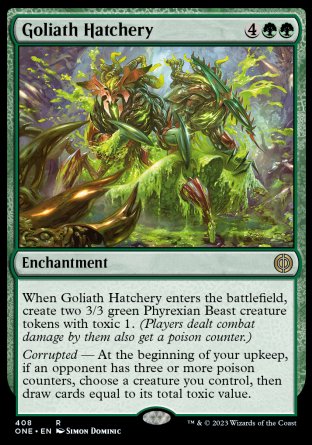 Goliath Hatchery 4
Enchantment
When Goliath Hatchery enters the battlefield,
create two 3/3 green Phyrexian Beast creature
tokens with toxic 1. (Players dealt combat
damage by them also get a poison counter.)
Corrupted — At the beginning of your upkeep,
if an opponent has three or more poison
counters, choose a creature you control, then
draw cards equal to its total toxic value.
408 R
ONE • EN SIMON DOMINIC
™ & © 2023 Wizards of the Coast